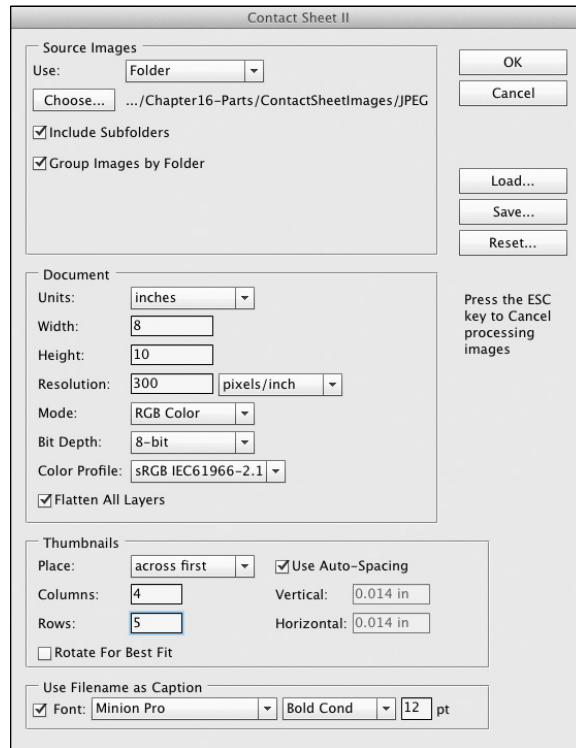 Contact Sheet II
Source Images
Use: Folder
Choose... .../Chapter16-Parts/ContactSheetImages/JPEG
Include Subfolders
Group Images by Folder
OK
Cancel
Load...
Save...
Reset...
Press the ESC
key to Cancel
processing
images
Document
Units: inches
Width: 8
Height: 10
Resolution: 300 pixels/inch
Mode: RGB Color
Bit Depth: 8-bit
Color Profile: sRGB IEC61966-2.1
Flatten All Layers
Thumbnails
Place: across first Use Auto-Spacing
Columns: 4 Vertical: 0.014 in
Rows: 5 Horizontal: 0.014 in
Rotate For Best Fit
Use Filename as Caption
Font: Minion Pro Bold Cond 12 pt